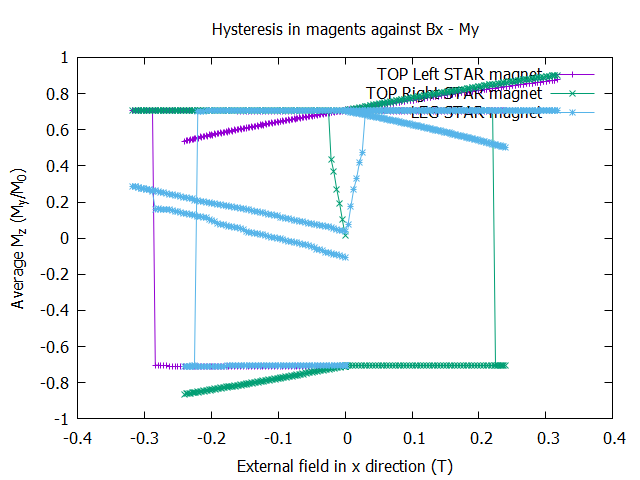 Hysteresis in magents against Bx - My
1
0.8
0.6
0.4
0.2
0
-0.2
-0.4
-0.6
-0.8
-1
Average Mz (My/M0)
TOP Left STAR magnet
TOP Right STAR magnet
LEG STAR magnet
-0.4 -0.3 -0.2 -0.1 0 0.1 0.2 0.3 0.4
External field in x direction (T)